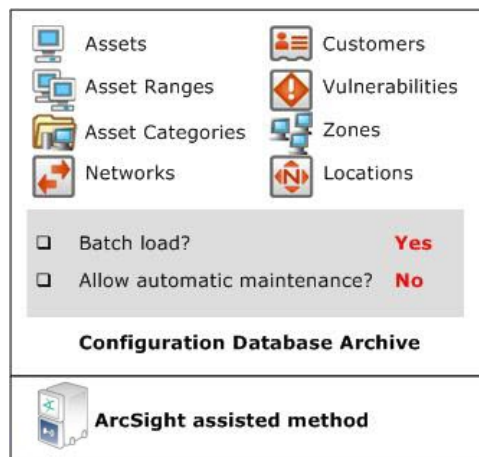 Assets
Customers
Asset Ranges
Vulnerabilities
Asset Categories
Zones
Networks
N
Locations
Batch load? Yes
Allow automatic maintenance? No
Configuration Database Archive
ArcSight assisted method